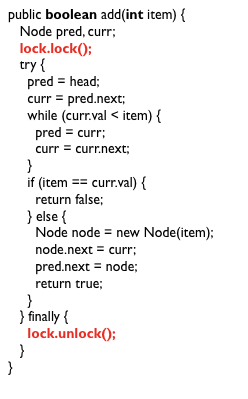 public boolean add(int item) {
  Node pred, curr;
  lock.lock();
  try {
    pred = head;
    curr = pred.next;
    while (curr.val < item) {
      pred = curr;
      curr = curr.next;
    }
    if (item == curr.val) {
      return false;
    } else {
      Node node = new Node(item);
      node.next = curr;
      pred.next = node;
      return true;
    }
  } finally {
    lock.unlock();
  }
}